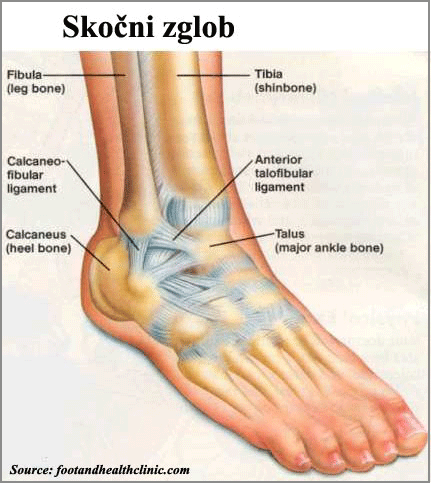 Skočni zglob
Fibula
(leg bone)
Tibia
(shinbone)
Calcaneo-
fibular
ligament
Anterior
talofibular
ligament
Calcaneus
(heel bone)
Talus
(major ankle bone)
Source: footandhealthclinic.com